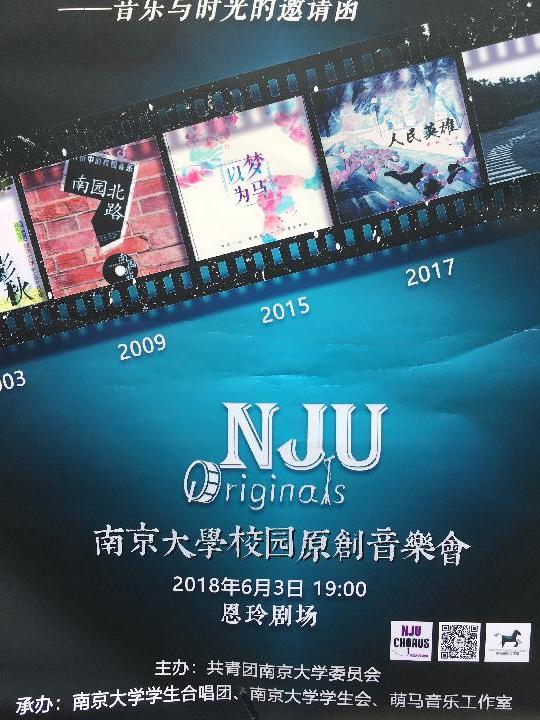 ——音乐与时光的邀请函
南园北路
以梦为马
人民英雄
2017
2015
2009
03
NJU
Originals
南京大學校园原創音樂會
2018年6月3日 19:00
恩玲剧场
NJU
CHORUS
主办：共青团南京大学委员会
承办：南京大学学生合唱团、南京大学学生会、萌马音乐工作室